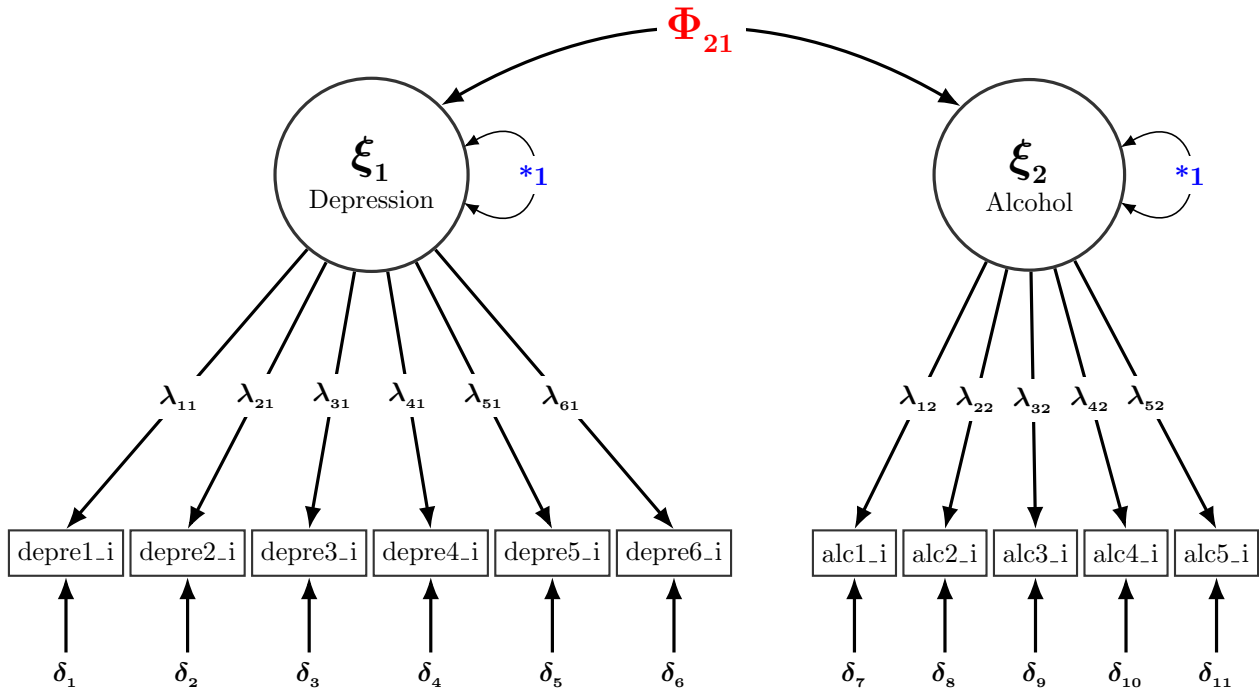 Φ₂₁
ξ₁
Depression
*1
ξ₂
Alcohol
*1
λ₁₁ λ₂₁ λ₃₁ λ₄₁ λ₅₁ λ₆₁ λ₁₂ λ₂₂ λ₃₂ λ₄₂ λ₅₂
depre1_i depre2_i depre3_i depre4_i depre5_i depre6_i alc1_i alc2_i alc3_i alc4_i alc5_i
δ₁ δ₂ δ₃ δ₄ δ₅ δ₆ δ₇ δ₈ δ₉ δ₁₀ δ₁₁